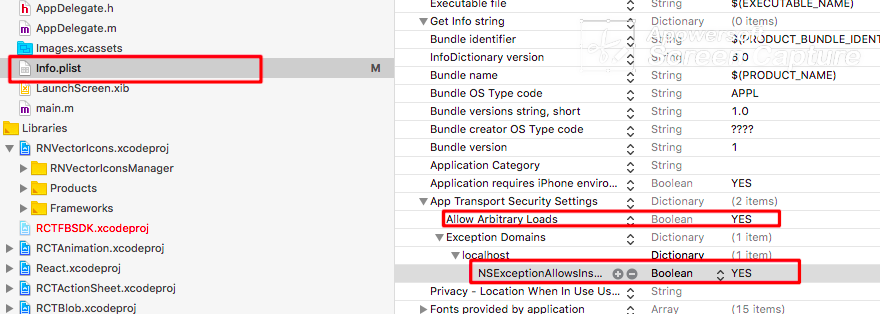 AppDelegate.h
AppDelegate.m
Images.xcassets
Info.plist M
LaunchScreen.xib
main.m
Libraries
RNVectorIcons.xcodeproj
RNVectorIconsManager
Products
Frameworks
RCTFBSDK.xcodeproj
RCTAnimation.xcodeproj
React.xcodeproj
RCTActionSheet.xcodeproj
RCTBlob.xcodeproj
Executable file String $(EXECUTABLE_NAME)
Get Info string Dictionary (0 items)
Bundle identifier String $(PRODUCT_BUNDLE_IDENT
InfoDictionary version String 6.0
Bundle name String $(PRODUCT_NAME)
Bundle OS Type code String APPL
Bundle versions string, short String 1.0
Bundle creator OS Type code String ????
Bundle version String 1
Application Category String
Application requires iPhone enviro... Boolean YES
App Transport Security Settings Dictionary (2 items)
Allow Arbitrary Loads Boolean YES
Exception Domains Dictionary (1 item)
localhost Dictionary (1 item)
NSExceptionAllowsIns... Boolean YES
Privacy - Location When In Use Us... String
Fonts provided by application Array (15 items)
Screen Capture